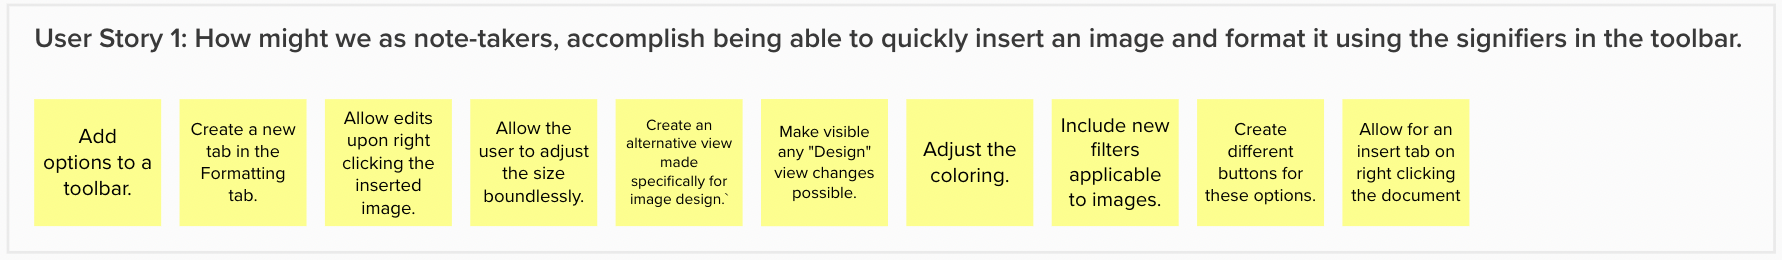 User Story 1: How might we as note-takers, accomplish being able to quickly insert an image and format it using the signifiers in the toolbar.
Add
options to a
toolbar.
Create a new
tab in the
Formatting
tab.
Allow edits
upon right
clicking the
inserted
image.
Allow the
user to adjust
the size
boundlessly.
Create an
alternative view
made
specifically for
image design.`
Make visible
any "Design"
view changes
possible.
Adjust the
coloring.
Include new
filters
applicable
to images.
Create
different
buttons for
these options.
Allow for an
insert tab on
right clicking
the document